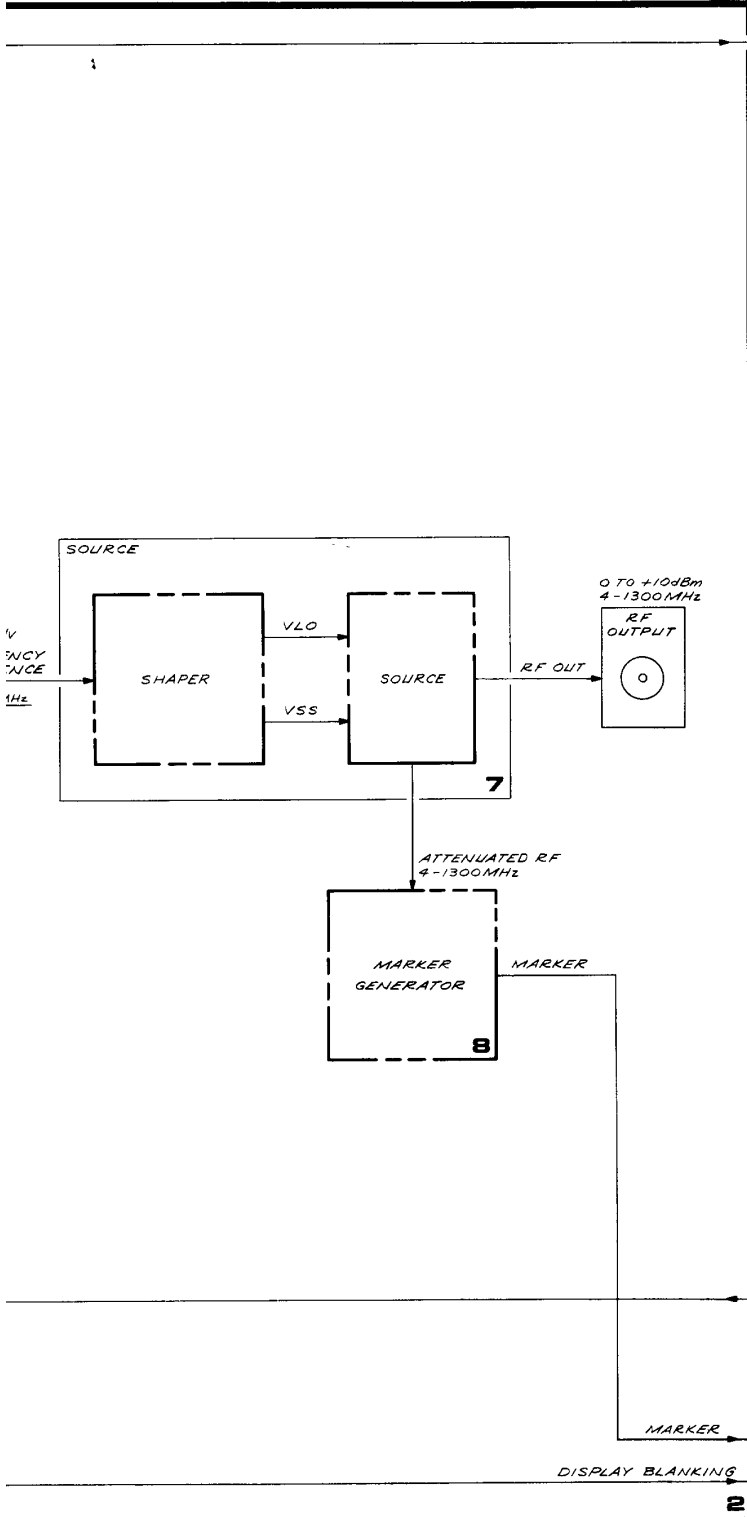 SOURCE
VLO
VSS
SHAPER
SOURCE
7
RF OUT
0 TO +10dBm
4-1300MHz
RF
OUTPUT
ATTENUATED RF
4-1300MHz
MARKER
GENERATOR
8
MARKER
MARKER
DISPLAY BLANKING
2